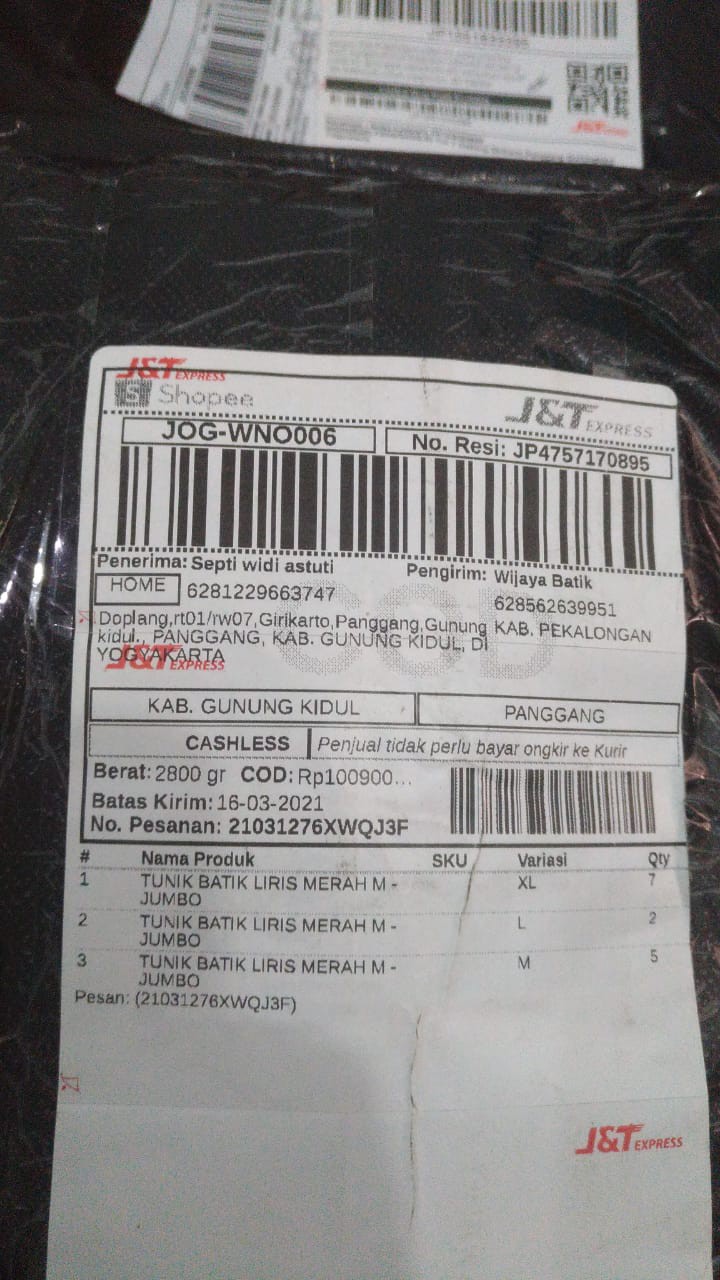 J&T EXPRESS
Shopee
J&T EXPRESS
JOG-WNO006
No. Resi: JP4757170895
Penerima: Septi widi astuti
Pengirim: Wijaya Batik
HOME 6281229663747
628562639951
Doplang,rt01/rw07,Girikarto,Panggang,Gunung
kidul., PANGGANG, KAB. GUNUNG KIDUL, DI
YOGYAKARTA
KAB. PEKALONGAN
COD
J&T EXPRESS
KAB. GUNUNG KIDUL
PANGGANG
CASHLESS Penjual tidak perlu bayar ongkir ke Kurir
Berat: 2800 gr COD: Rp100900...
Batas Kirim: 16-03-2021
No. Pesanan: 21031276XWQJ3F
# Nama Produk SKU Variasi Qty
1 TUNIK BATIK LIRIS MERAH M - XL 7
JUMBO
2 TUNIK BATIK LIRIS MERAH M - L 2
JUMBO
3 TUNIK BATIK LIRIS MERAH M - M 5
JUMBO
Pesan: (21031276XWQJ3F)
J&T EXPRESS